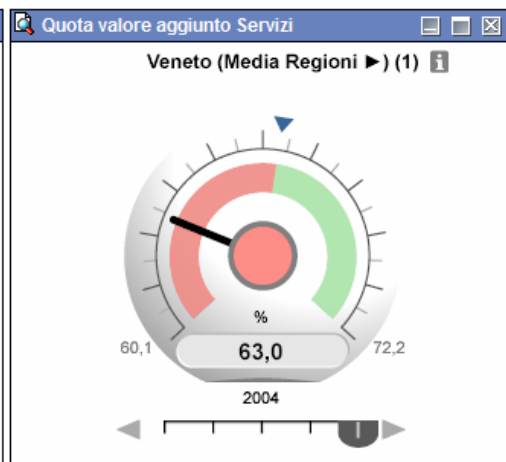 Quota valore aggiunto Servizi
Veneto (Media Regioni ►) (1) i
%
60,1 63,0 72,2
2004